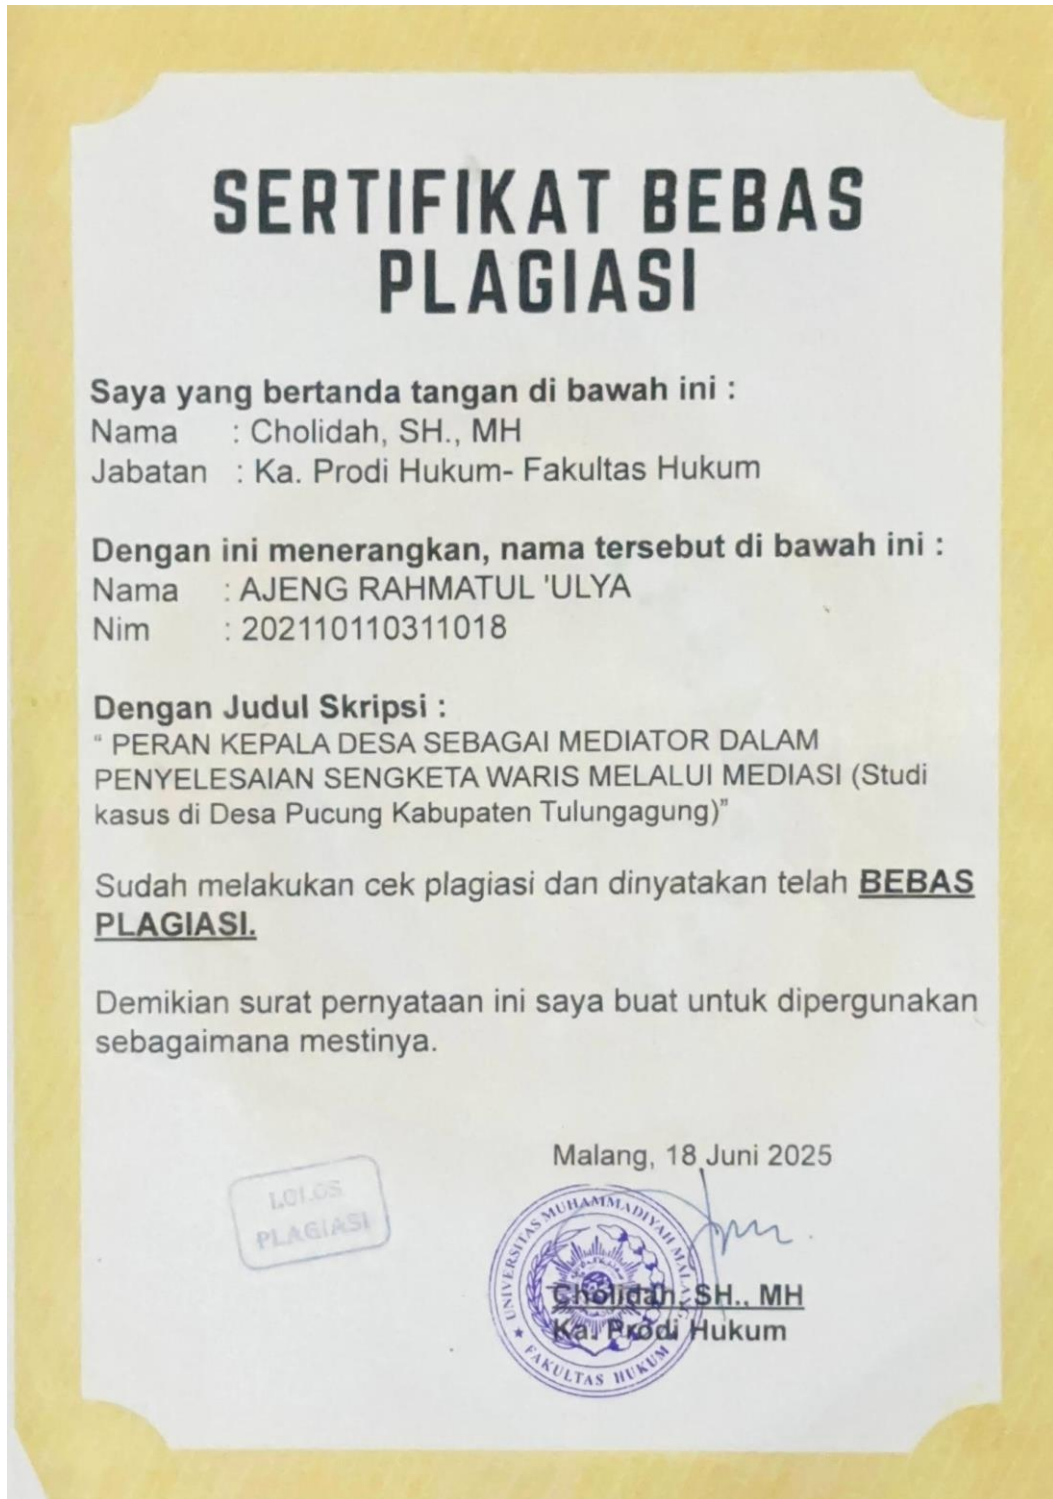 SERTIFIKAT BEBAS
PLAGIASI
Saya yang bertanda tangan di bawah ini :
Nama : Cholidah, SH., MH
Jabatan : Ka. Prodi Hukum- Fakultas Hukum
Dengan ini menerangkan, nama tersebut di bawah ini :
Nama : AJENG RAHMATUL 'ULYA
Nim : 202110110311018
Dengan Judul Skripsi :
“ PERAN KEPALA DESA SEBAGAI MEDIATOR DALAM
PENYELESAIAN SENGKETA WARIS MELALUI MEDIASI (Studi
kasus di Desa Pucung Kabupaten Tulungagung)”
Sudah melakukan cek plagiasi dan dinyatakan telah BEBAS
PLAGIASI.
Demikian surat pernyataan ini saya buat untuk dipergunakan
sebagaimana mestinya.
Malang, 18 Juni 2025
LOLOS
PLAGIASI
UNIVERSITAS MUHAMMADIYAH MALANG
Cholidah, SH., MH
Ka. Prodi Hukum
★ FAKULTAS HUKUM